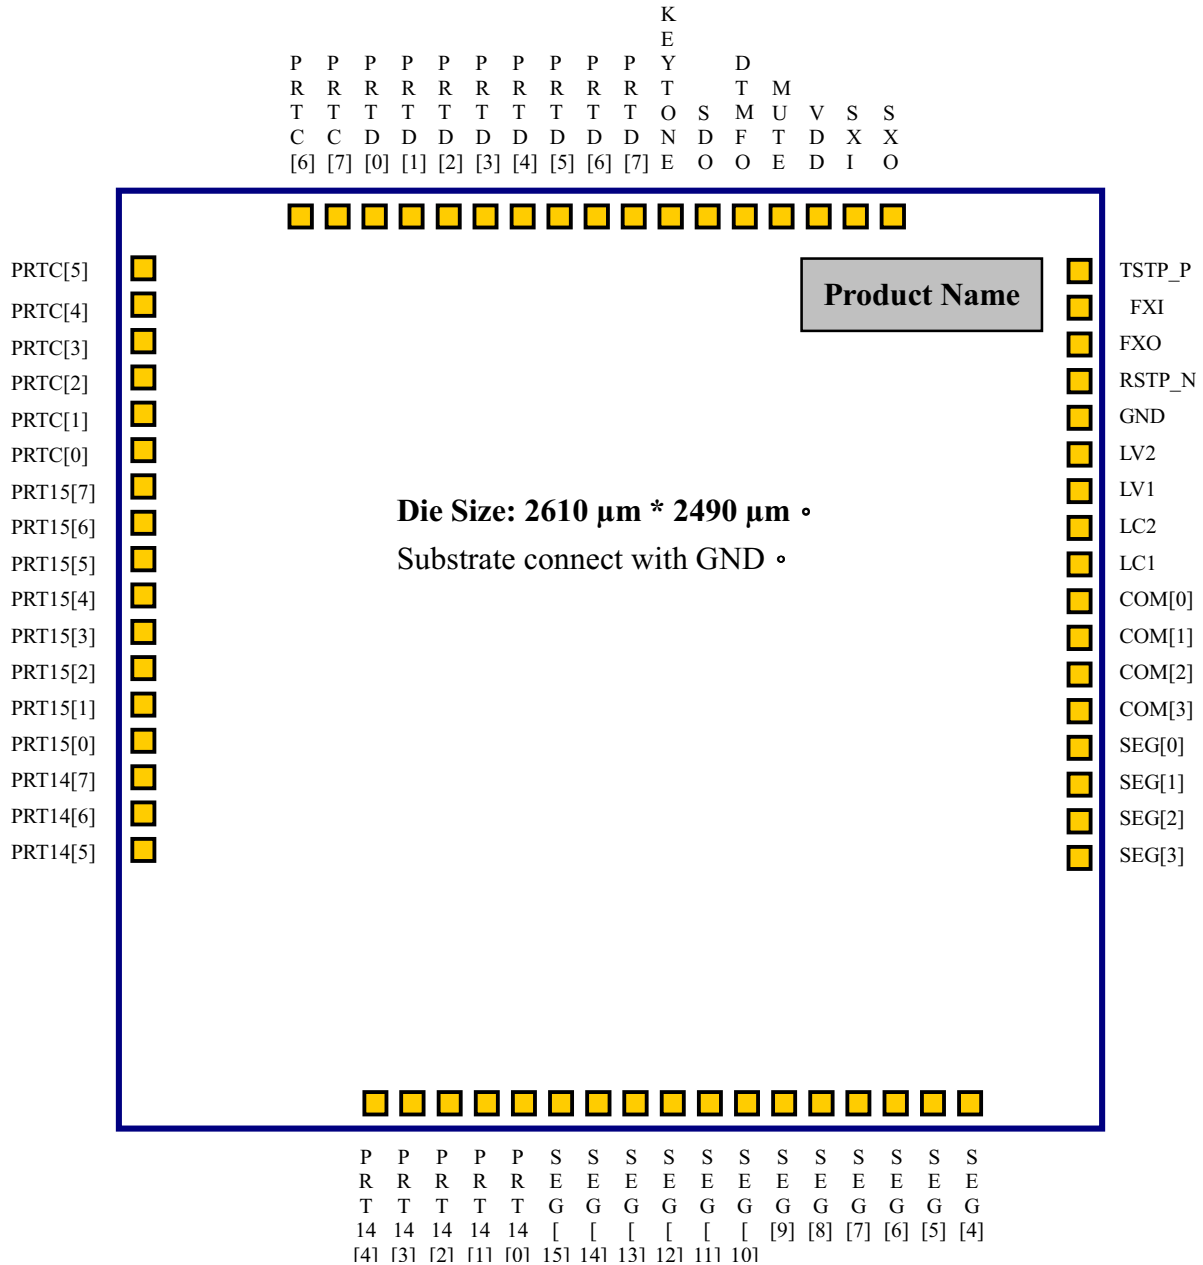 PRTC[6] PRTC[7] PRTD[0] PRTD[1] PRTD[2] PRTD[3] PRTD[4] PRTD[5] PRTD[6] PRTD[7] KEYTONE SDO DTMFO MUTE VDD SXI SXO
PRTC[5]
PRTC[4]
PRTC[3]
PRTC[2]
PRTC[1]
PRTC[0]
PRT15[7]
PRT15[6]
PRT15[5]
PRT15[4]
PRT15[3]
PRT15[2]
PRT15[1]
PRT15[0]
PRT14[7]
PRT14[6]
PRT14[5]
Product Name
Die Size: 2610 μm * 2490 μm。
Substrate connect with GND。
TSTP_P
FXI
FXO
RSTP_N
GND
LV2
LV1
LC2
LC1
COM[0]
COM[1]
COM[2]
COM[3]
SEG[0]
SEG[1]
SEG[2]
SEG[3]
PRT14[4] PRT14[3] PRT14[2] PRT14[1] PRT14[0] SEG[15] SEG[14] SEG[13] SEG[12] SEG[11] SEG[10] SEG[9] SEG[8] SEG[7] SEG[6] SEG[5] SEG[4]